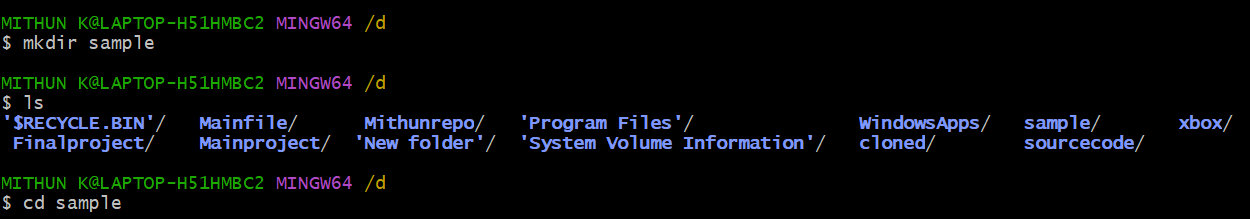 MITHUN K@LAPTOP-H51HMBC2 MINGW64 /d
$ mkdir sample
MITHUN K@LAPTOP-H51HMBC2 MINGW64 /d
$ ls
'$RECYCLE.BIN'/ Mainfile/ Mithunrepo/ 'Program Files'/ WindowsApps/ sample/ xbox/
Finalproject/ Mainproject/ 'New folder'/ 'System Volume Information'/ cloned/ sourcecode/
MITHUN K@LAPTOP-H51HMBC2 MINGW64 /d
$ cd sample